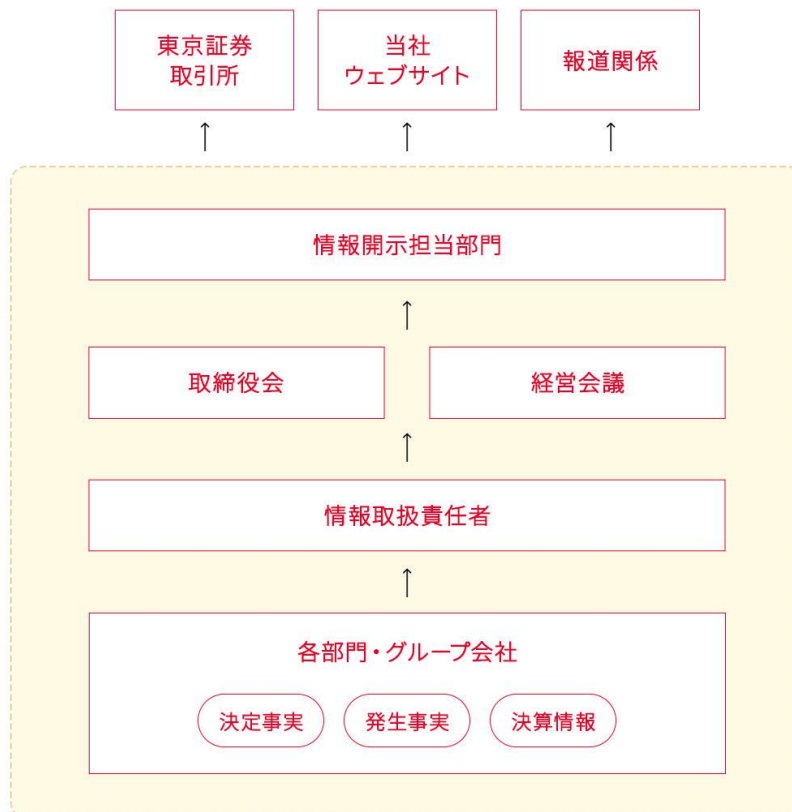 東京証券
取引所
当社
ウェブサイト
報道関係
情報開示担当部門
取締役会
経営会議
情報取扱責任者
各部門・グループ会社
決定事実
発生事実
決算情報